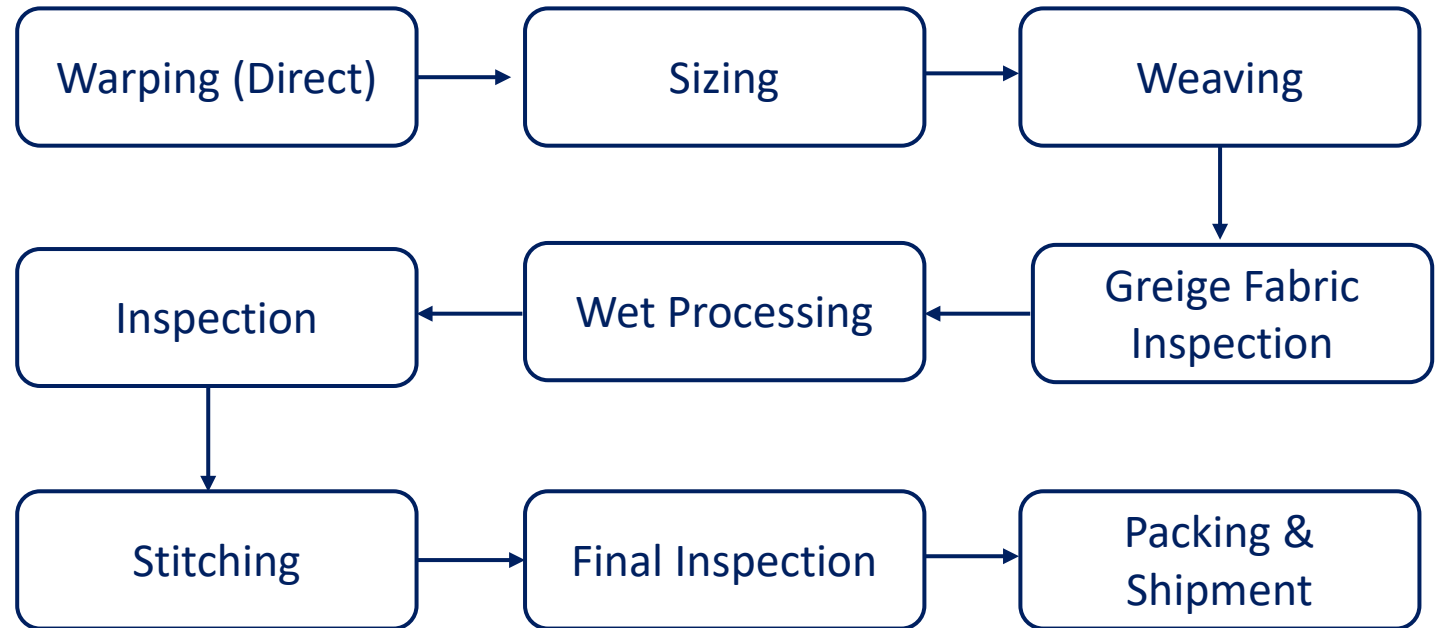 Warping (Direct)
Sizing
Weaving
Greige Fabric
Inspection
Wet Processing
Inspection
Stitching
Final Inspection
Packing &
Shipment